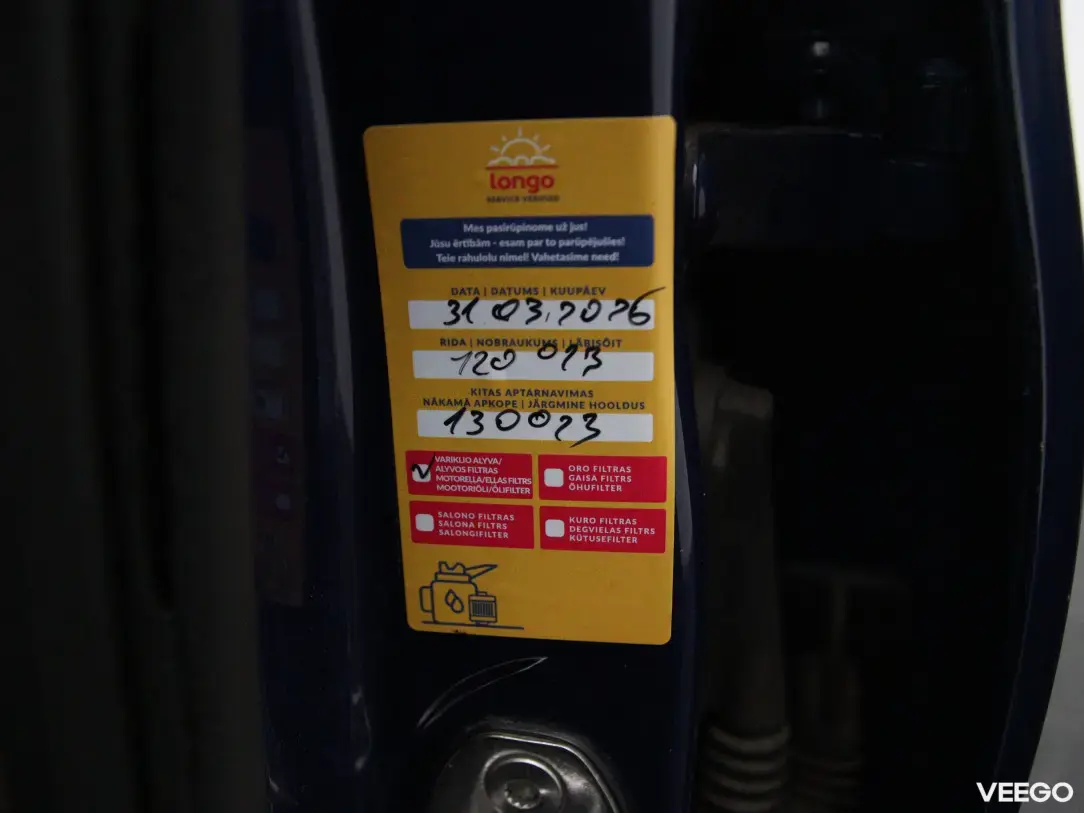 longo
SERVICE VERIFIED
Mes pasirūpinome už jus!
Jūsu ērtībām - esam par to parūpējušies!
Teie rahulolu nimel! Vahetasime need!
DATA | DATUMS | KUUPÄEV
31 03.2026
RIDA | NOBRAUKUMS | LÄBISÕIT
120 023
KITAS APTARNAVIMAS
NĀKAMĀ APKOPE | JÄRGMINE HOOLDUS
130023
VARIKLIO ALYVA/
ALYVOS FILTRAS
MOTORELLA/ELLAS FILTRS
MOOTORIÕLI/ÕLIFILTER
ORO FILTRAS
GAISA FILTRS
ÕHUFILTER
SALONO FILTRAS
SALONA FILTRS
SALONGIFILTER
KURO FILTRAS
DEGVIELAS FILTRS
KÜTUSEFILTER
VEEGO